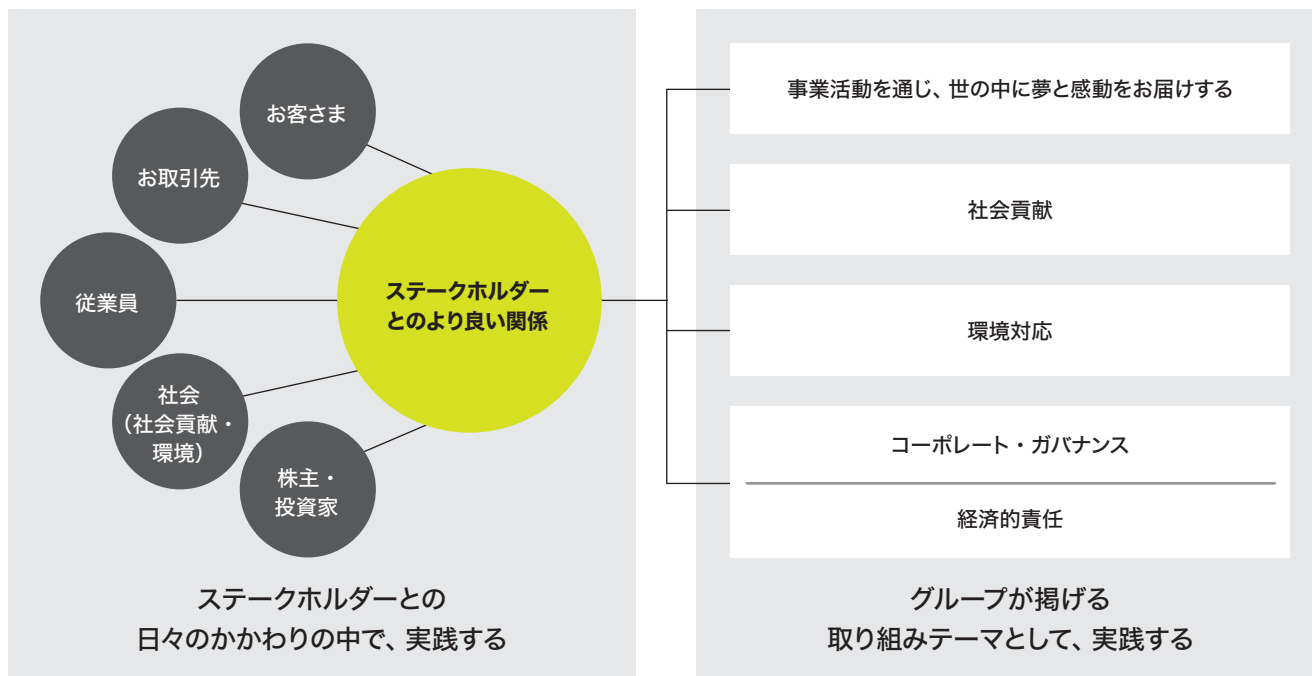 お客さま
お取引先
従業員
社会
（社会貢献・
環境）
株主・
投資家
ステークホルダー
とのより良い関係
ステークホルダーとの
日々のかかわりの中で、実践する
事業活動を通じ、世の中に夢と感動をお届けする
社会貢献
環境対応
コーポレート・ガバナンス
経済的責任
グループが掲げる
取り組みテーマとして、実践する